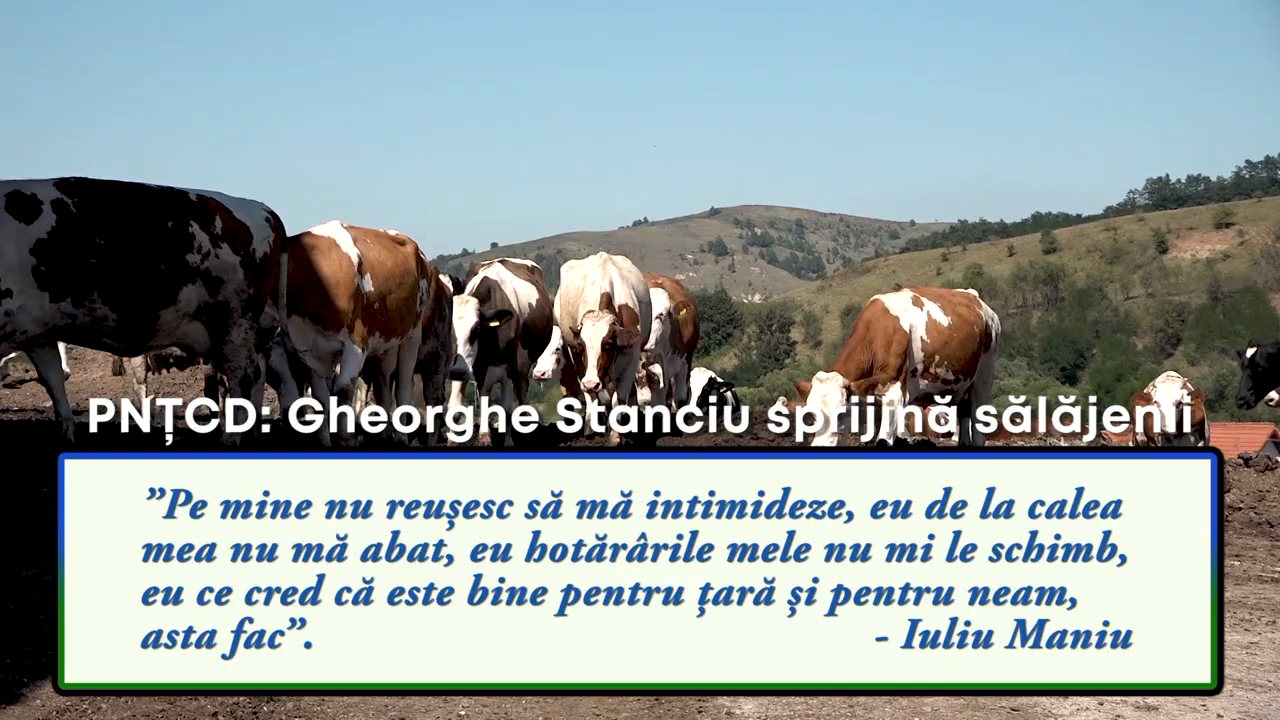 PNȚCD: Gheorghe Stanciu sprijină sălăjenii
”Pe mine nu reușesc să mă intimideze, eu de la calea
mea nu mă abat, eu hotărârile mele nu mi le schimb,
eu ce cred că este bine pentru țară și pentru neam,
asta fac”. - Iuliu Maniu